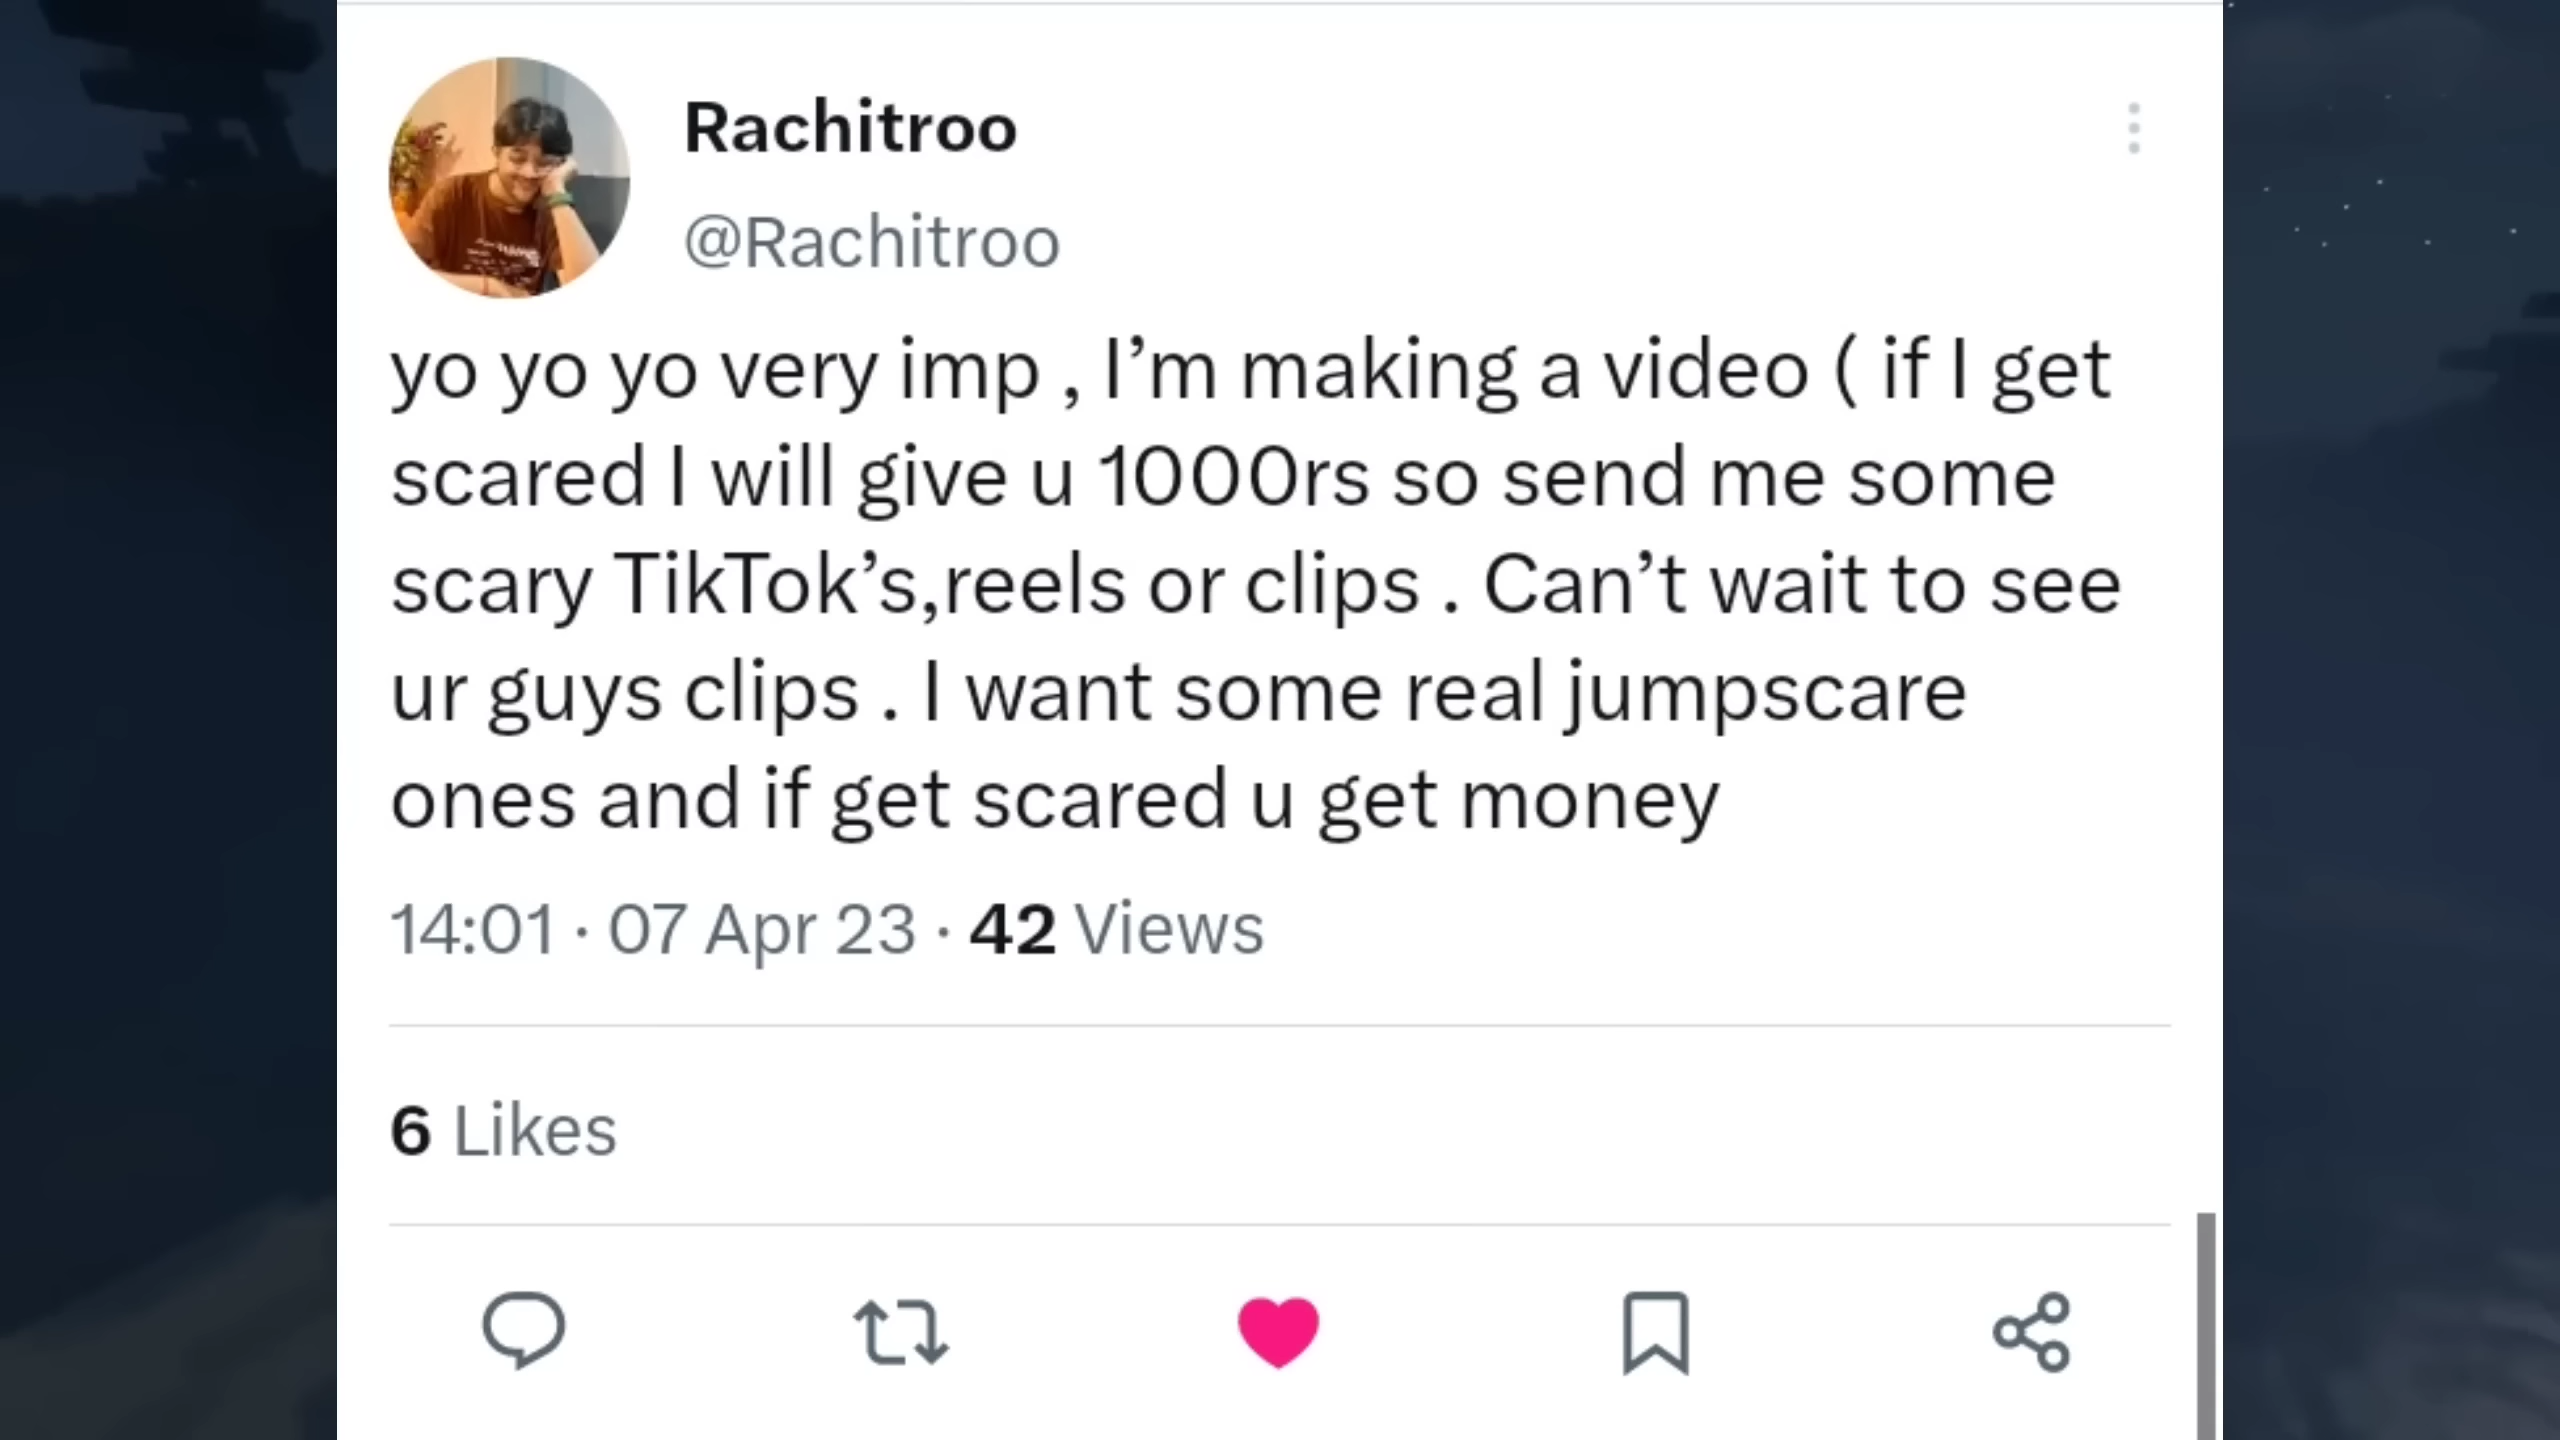 Rachitroo
@Rachitroo
yo yo yo very imp , I’m making a video ( if I get
scared I will give u 1000rs so send me some
scary TikTok’s,reels or clips . Can’t wait to see
ur guys clips . I want some real jumpscare
ones and if get scared u get money
14:01 · 07 Apr 23 · 42 Views
6 Likes